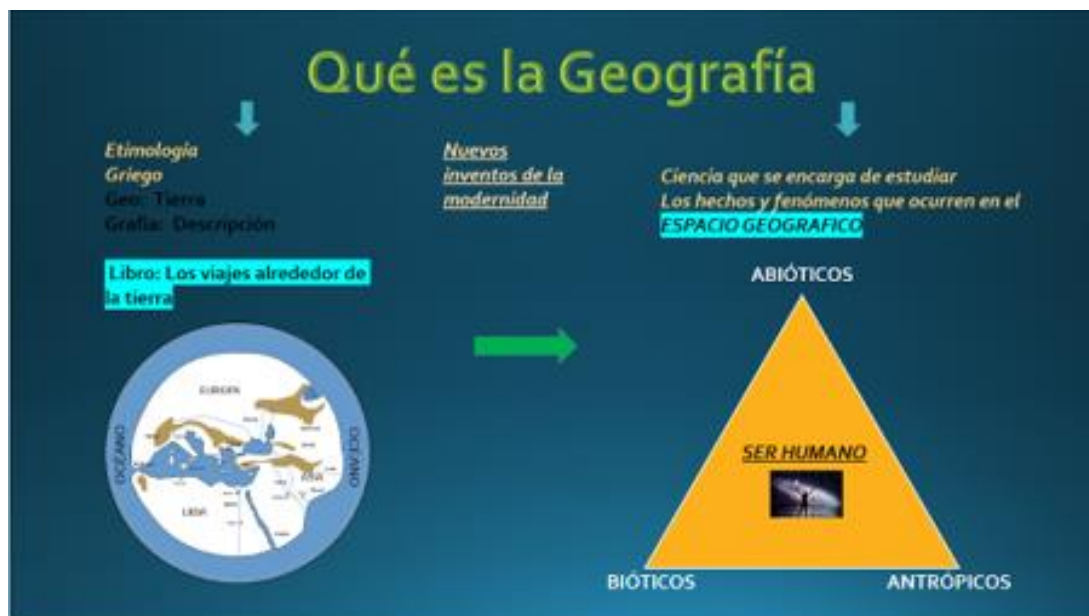 Qué es la Geografía
Etimología
Griego
Geo: Tierra
Grafía: Descripción
Libro: Los viajes alrededor de
la tierra
EUROPA
OCÉANO
OCÉANO
ASIA
LIBIA
Nuevos
inventos de la
modernidad
Ciencia que se encarga de estudiar
Los hechos y fenómenos que ocurren en el
ESPACIO GEOGRAFICO
ABIÓTICOS
SER HUMANO
BIÓTICOS
ANTRÓPICOS